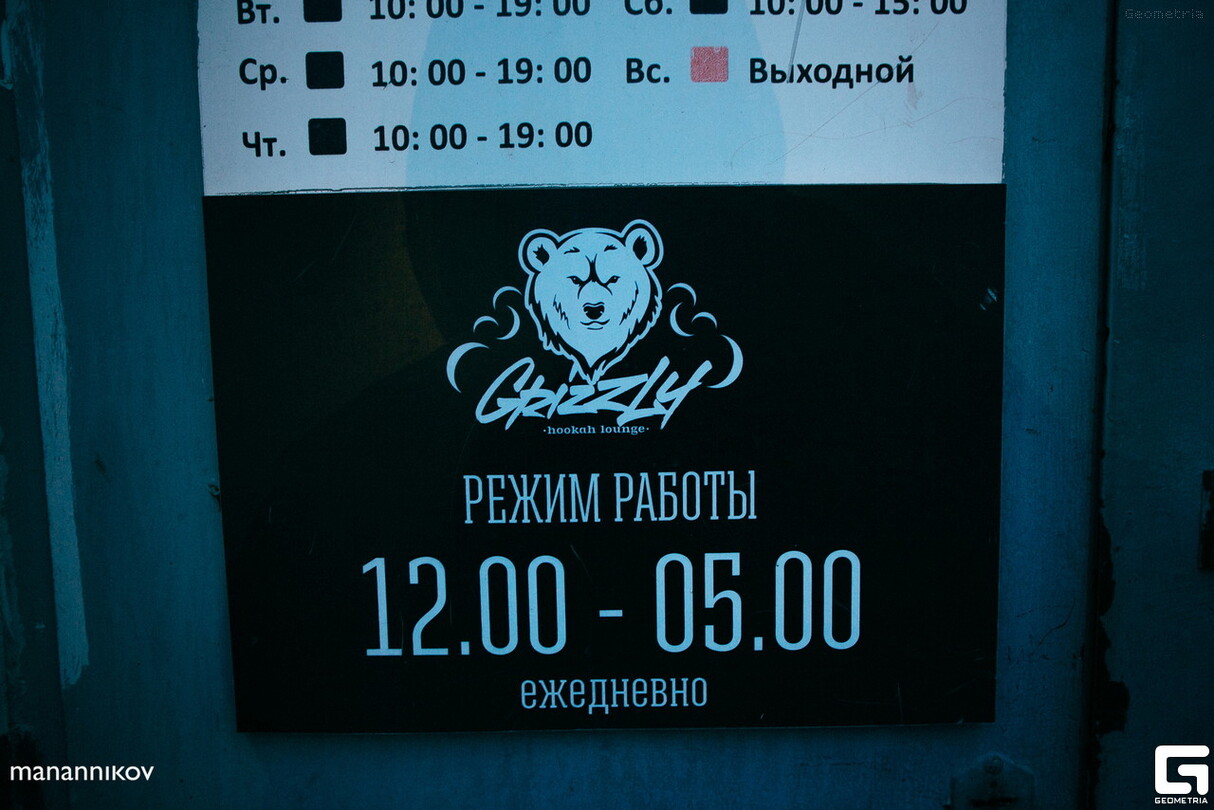 Вт. 10: 00 - 19: 00 Сб. 10: 00 - 15: 00
Ср. 10: 00 - 19: 00 Вс. Выходной
Чт. 10: 00 - 19: 00
GRIZZLY
·hookah lounge·
РЕЖИМ РАБОТЫ
12.00 - 05.00
ежедневно
Geometria
manannikov
GEOMETRIA